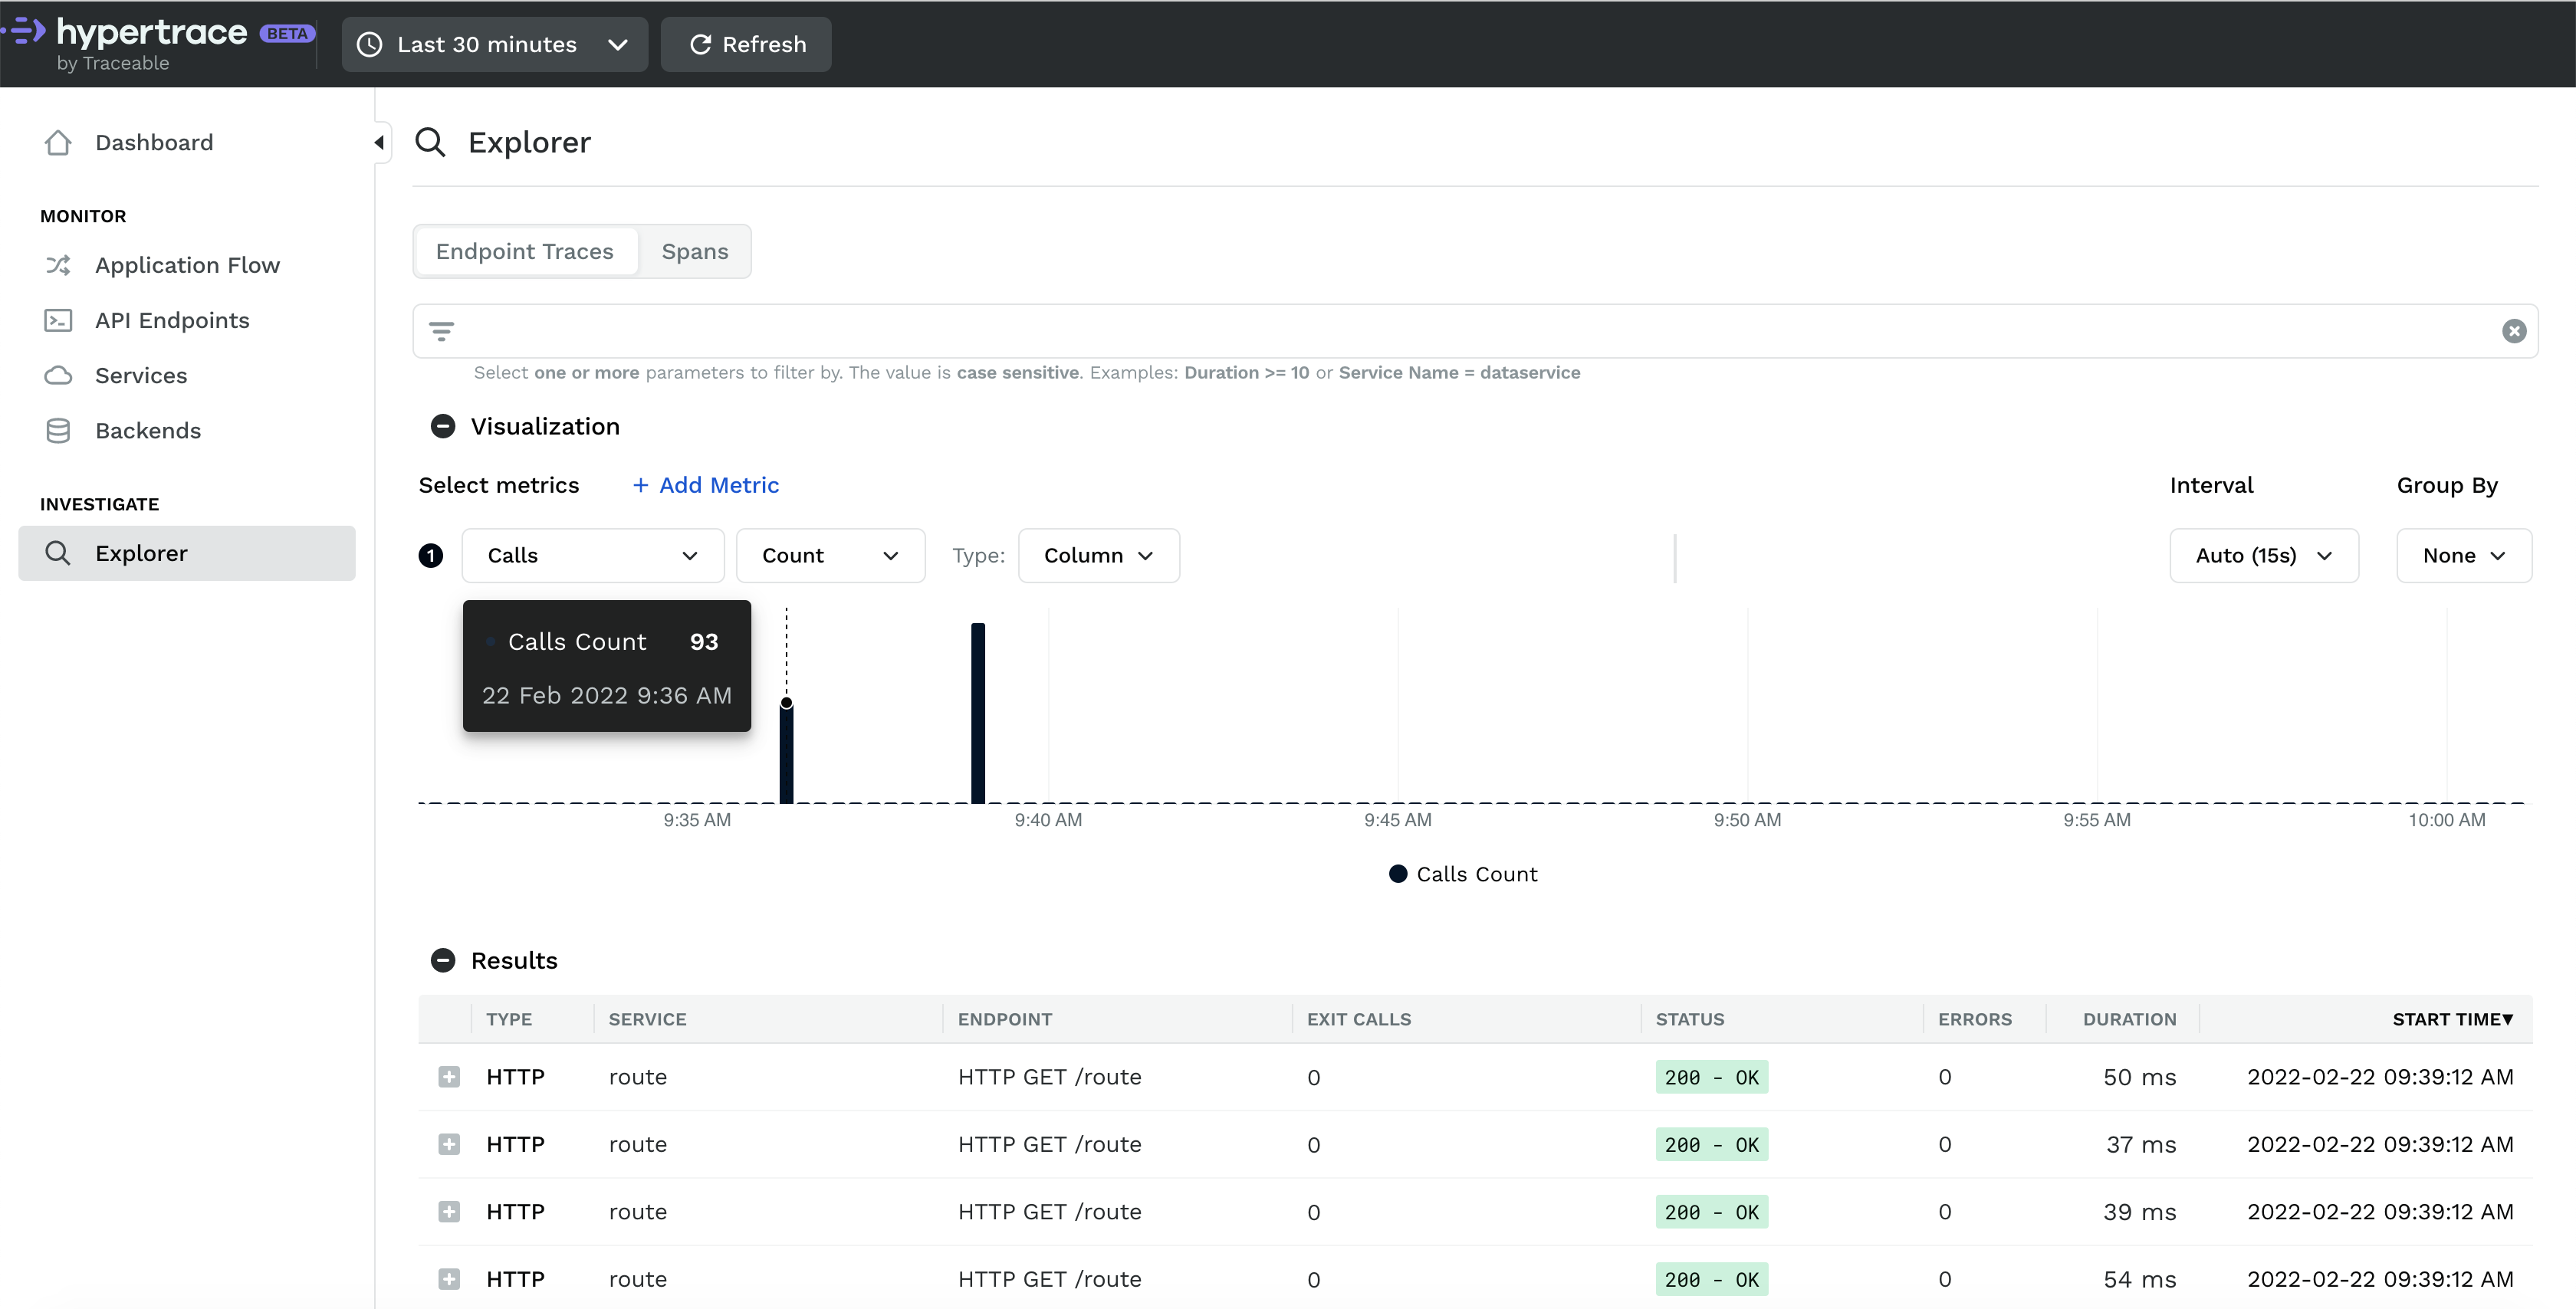 hypertrace BETA
by Traceable
Last 30 minutes
Refresh
Dashboard
MONITOR
Application Flow
API Endpoints
Services
Backends
INVESTIGATE
Explorer
Explorer
Endpoint Traces
Spans
Select one or more parameters to filter by. The value is case sensitive. Examples: Duration >= 10 or Service Name = dataservice
Visualization
Select metrics
+ Add Metric
Interval
Group By
1
Calls
Count
Type:
Column
Auto (15s)
None
Calls Count 93
22 Feb 2022 9:36 AM
9:35 AM 9:40 AM 9:45 AM 9:50 AM 9:55 AM 10:00 AM
Calls Count
Results
TYPE SERVICE ENDPOINT EXIT CALLS STATUS ERRORS DURATION START TIME▼
HTTP route HTTP GET /route 0 200 - OK 0 50 ms 2022-02-22 09:39:12 AM
HTTP route HTTP GET /route 0 200 - OK 0 37 ms 2022-02-22 09:39:12 AM
HTTP route HTTP GET /route 0 200 - OK 0 39 ms 2022-02-22 09:39:12 AM
HTTP route HTTP GET /route 0 200 - OK 0 54 ms 2022-02-22 09:39:12 AM